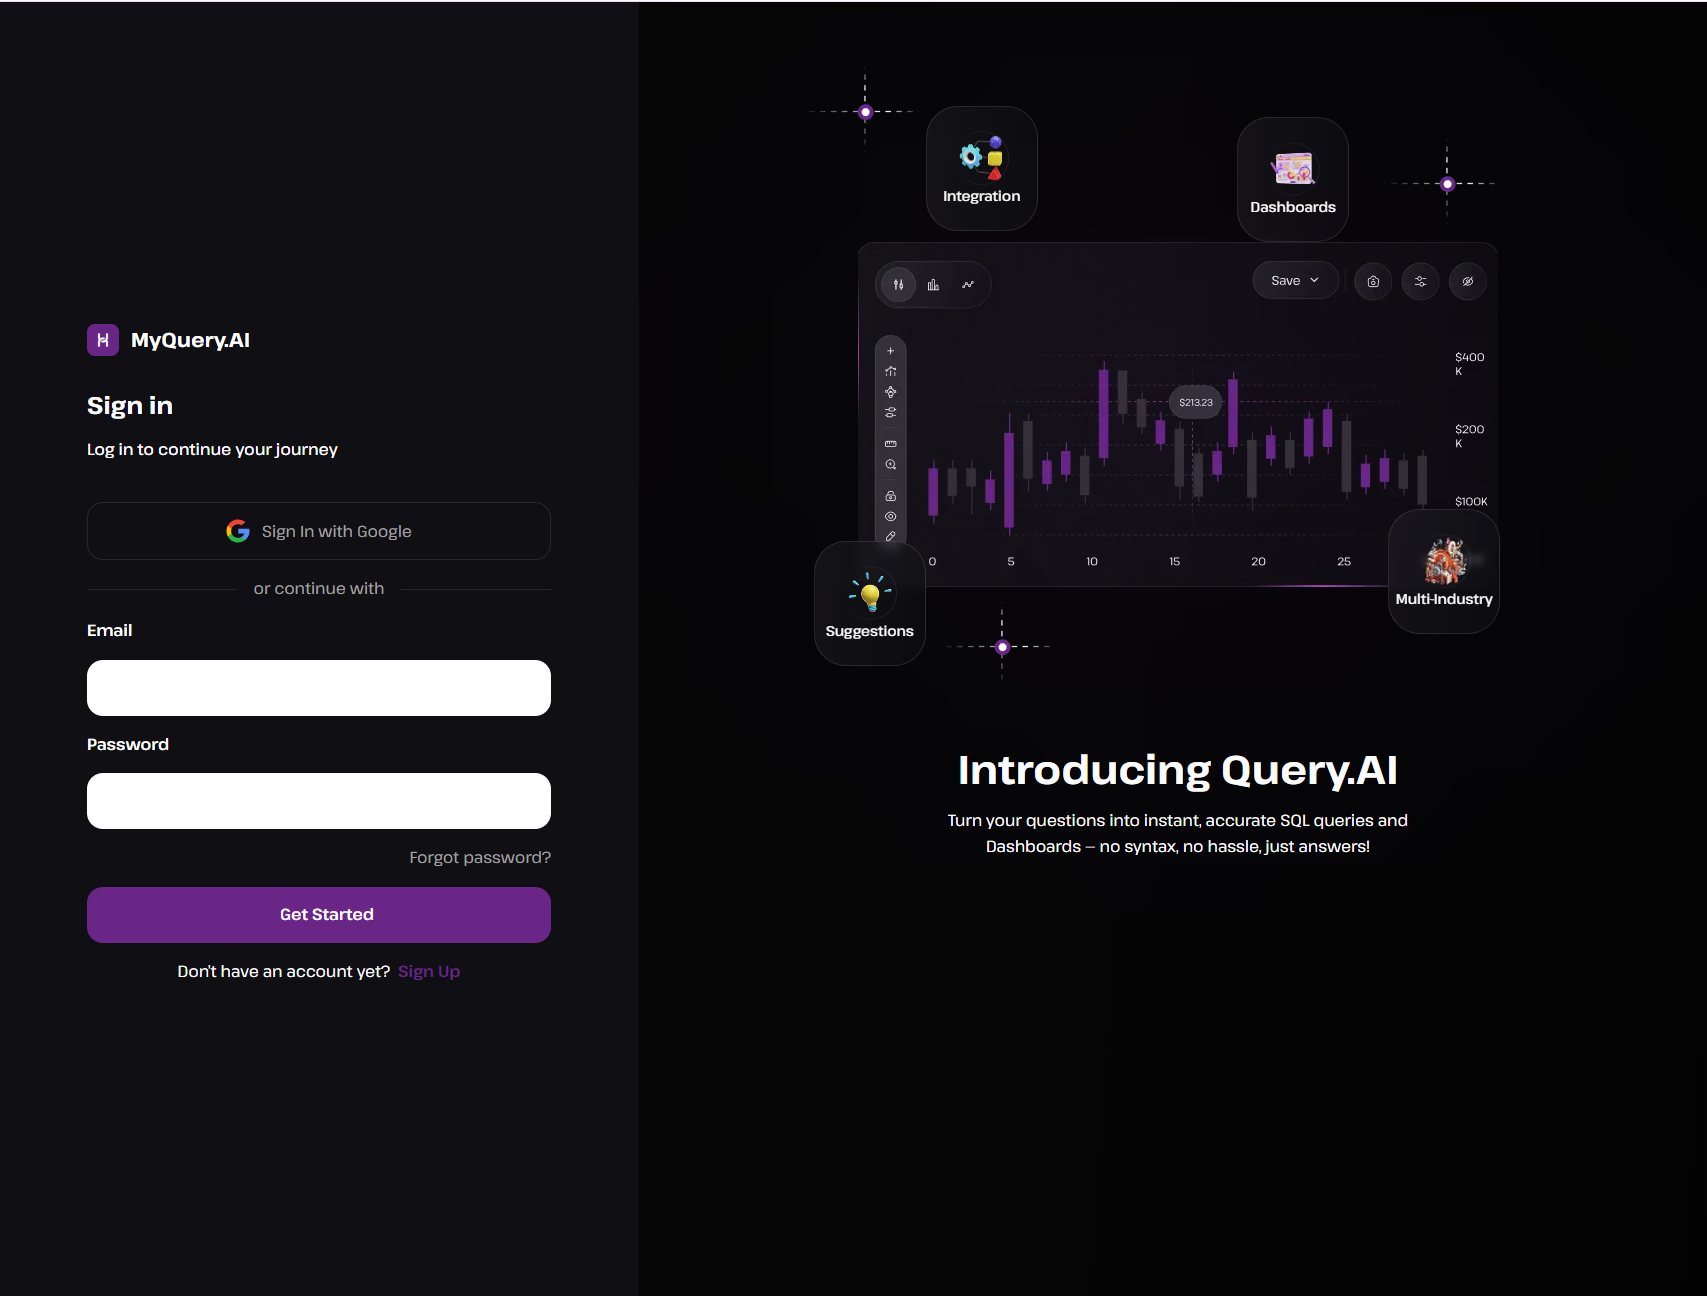 MyQuery.AI
Sign in
Log in to continue your journey
Sign In with Google
or continue with
Email
Password
Forgot password?
Get Started
Don't have an account yet? Sign Up
Integration
Dashboards
Save
$400
K
$213.23
$200
K
$100K
0 5 10 15 20 25
Suggestions
Multi-Industry
Introducing Query.AI
Turn your questions into instant, accurate SQL queries and
Dashboards – no syntax, no hassle, just answers!